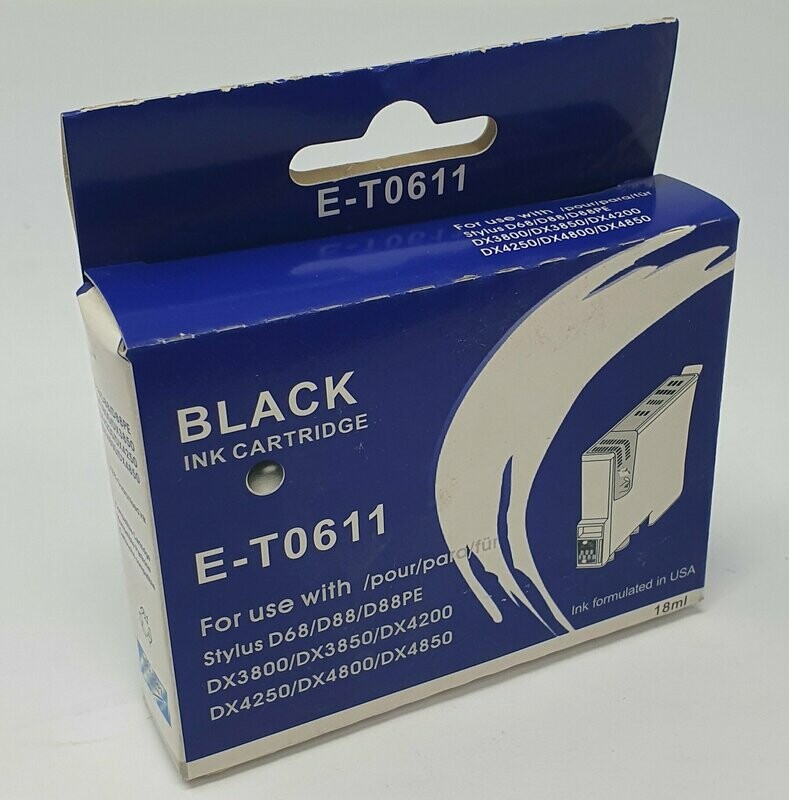 E-T0611
For use with /pour/para/für
Stylus D68/D88/D88PE
DX3800/DX3850/DX4200
DX4250/DX4800/DX4850
BLACK
INK CARTRIDGE
E-T0611
For use with /pour/para/für
Stylus D68/D88/D88PE
DX3800/DX3850/DX4200
DX4250/DX4800/DX4850
Ink formulated in USA
18ml